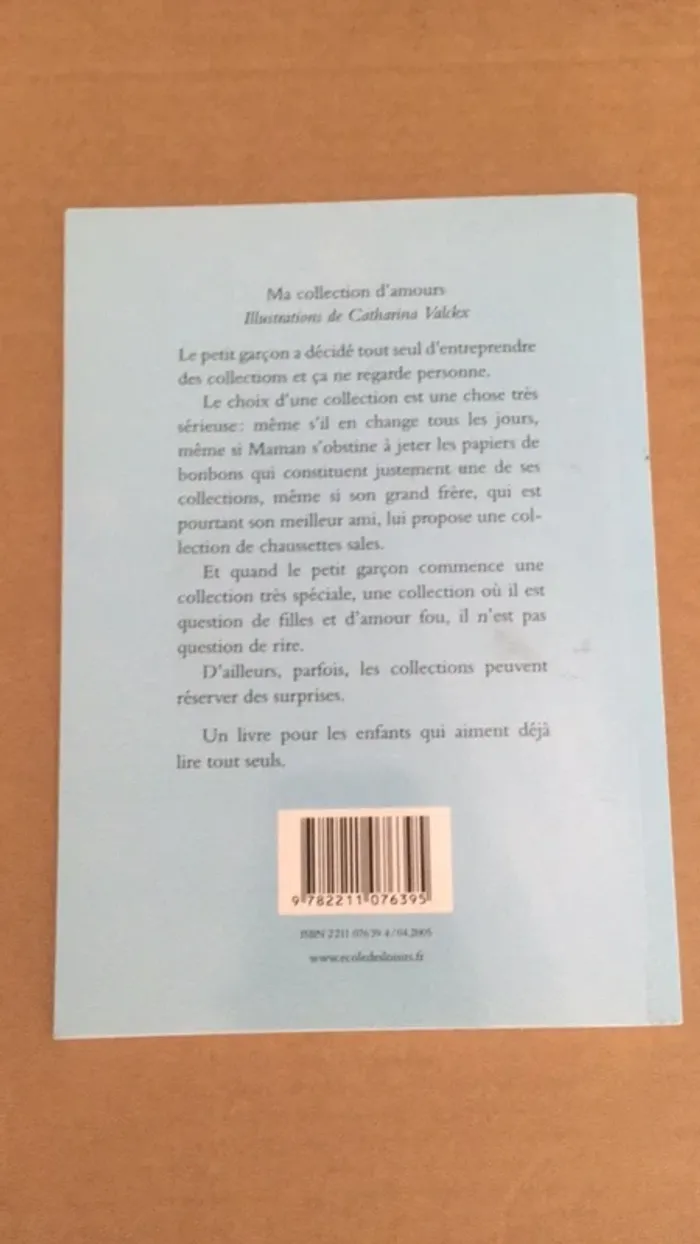 Ma collection d'amours
Illustrations de Catharina Valckx
Le petit garçon a décidé tout seul d'entreprendre
des collections et ça ne regarde personne.
Le choix d'une collection est une chose très
sérieuse : même s'il en change tous les jours,
même si Maman s'obstine à jeter les papiers de
bonbons qui constituent justement une de ses
collections, même si son grand frère, qui est
pourtant son meilleur ami, lui propose une col-
lection de chaussettes sales.
Et quand le petit garçon commence une
collection très spéciale, une collection où il est
question de filles et d'amour fou, il n'est pas
question de rire.
D'ailleurs, parfois, les collections peuvent
réserver des surprises.
Un livre pour les enfants qui aiment déjà
lire tout seuls.
9 782211 076395
ISBN 2 211 076 39 4 / 04.2005
www.ecoledesloisirs.fr